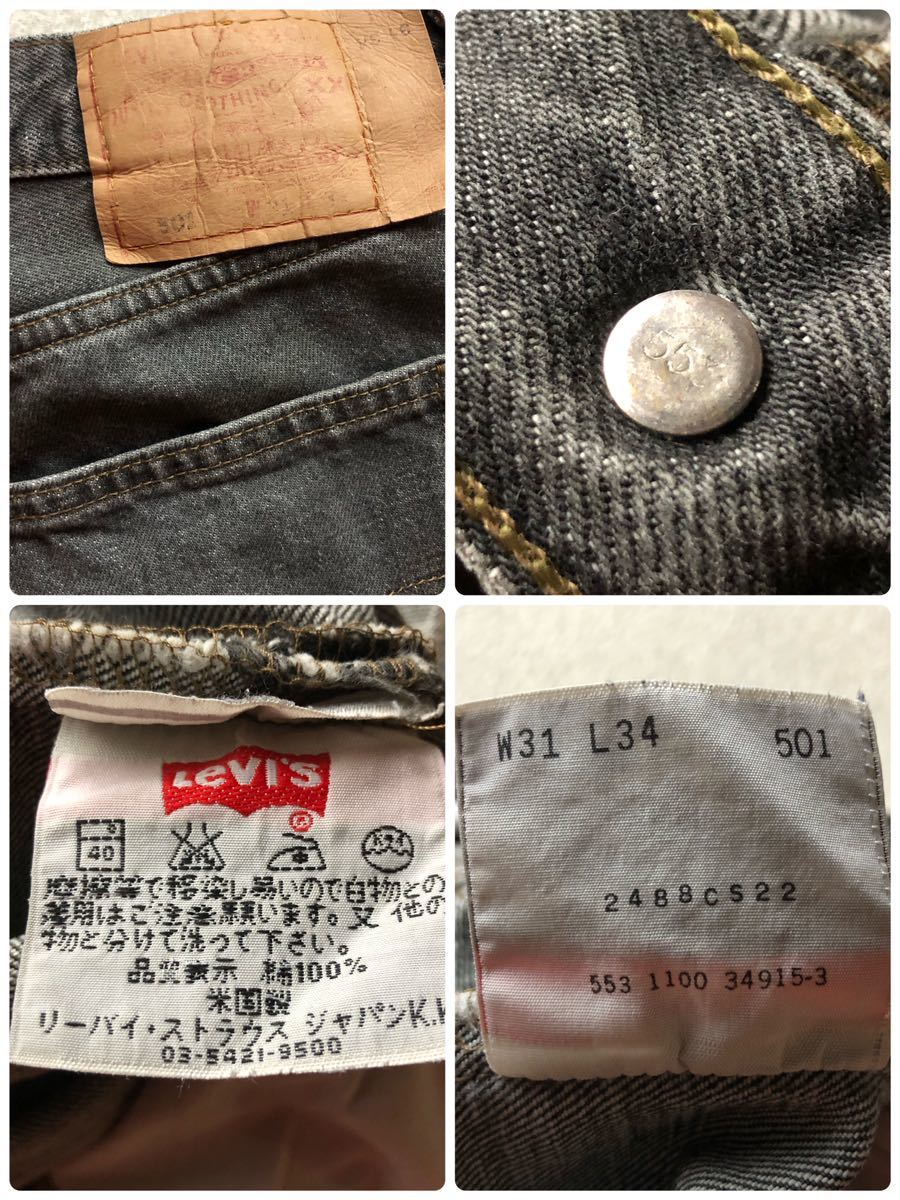 CLOTHING
XX
501
553
LEVI'S
®
40
摩擦等で移染し易いので白物との
着用はご注意願います。又 他の
物と分けて洗って下さい。
品質表示 綿100%
米国製
リーバイ・ストラウス ジャパンK.K
03-5421-9500
W31 L34 501
2488CS22
553 1100 34915-3